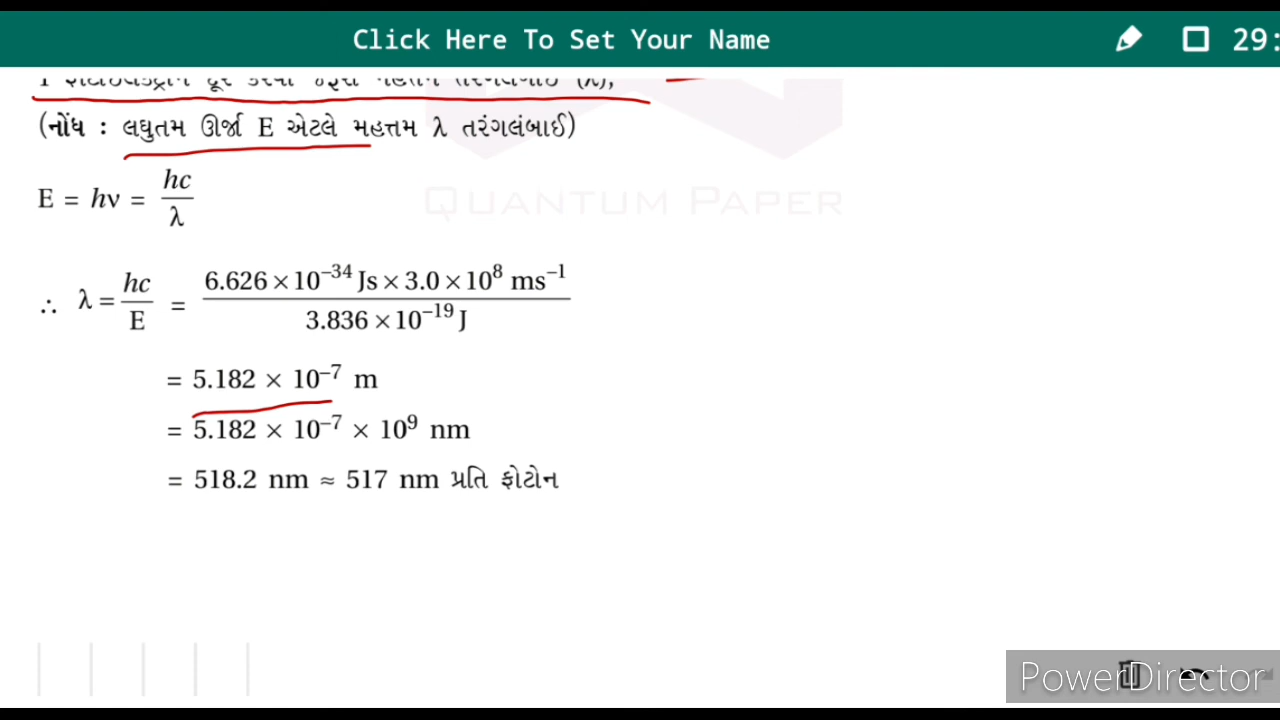 Click Here To Set Your Name
29:
(નોંધ : લઘુતમ ઊર્જા E એટલે મહત્તમ λ તરંગલંબાઈ)
QUANTUM PAPER
E = hν = hc/λ
∴ λ = hc/E = 6.626 × 10⁻³⁴ Js × 3.0 × 10⁸ ms⁻¹ / 3.836 × 10⁻¹⁹ J
= 5.182 × 10⁻⁷ m
= 5.182 × 10⁻⁷ × 10⁹ nm
= 518.2 nm ≈ 517 nm પ્રતિ ફોટોન
PowerDirector